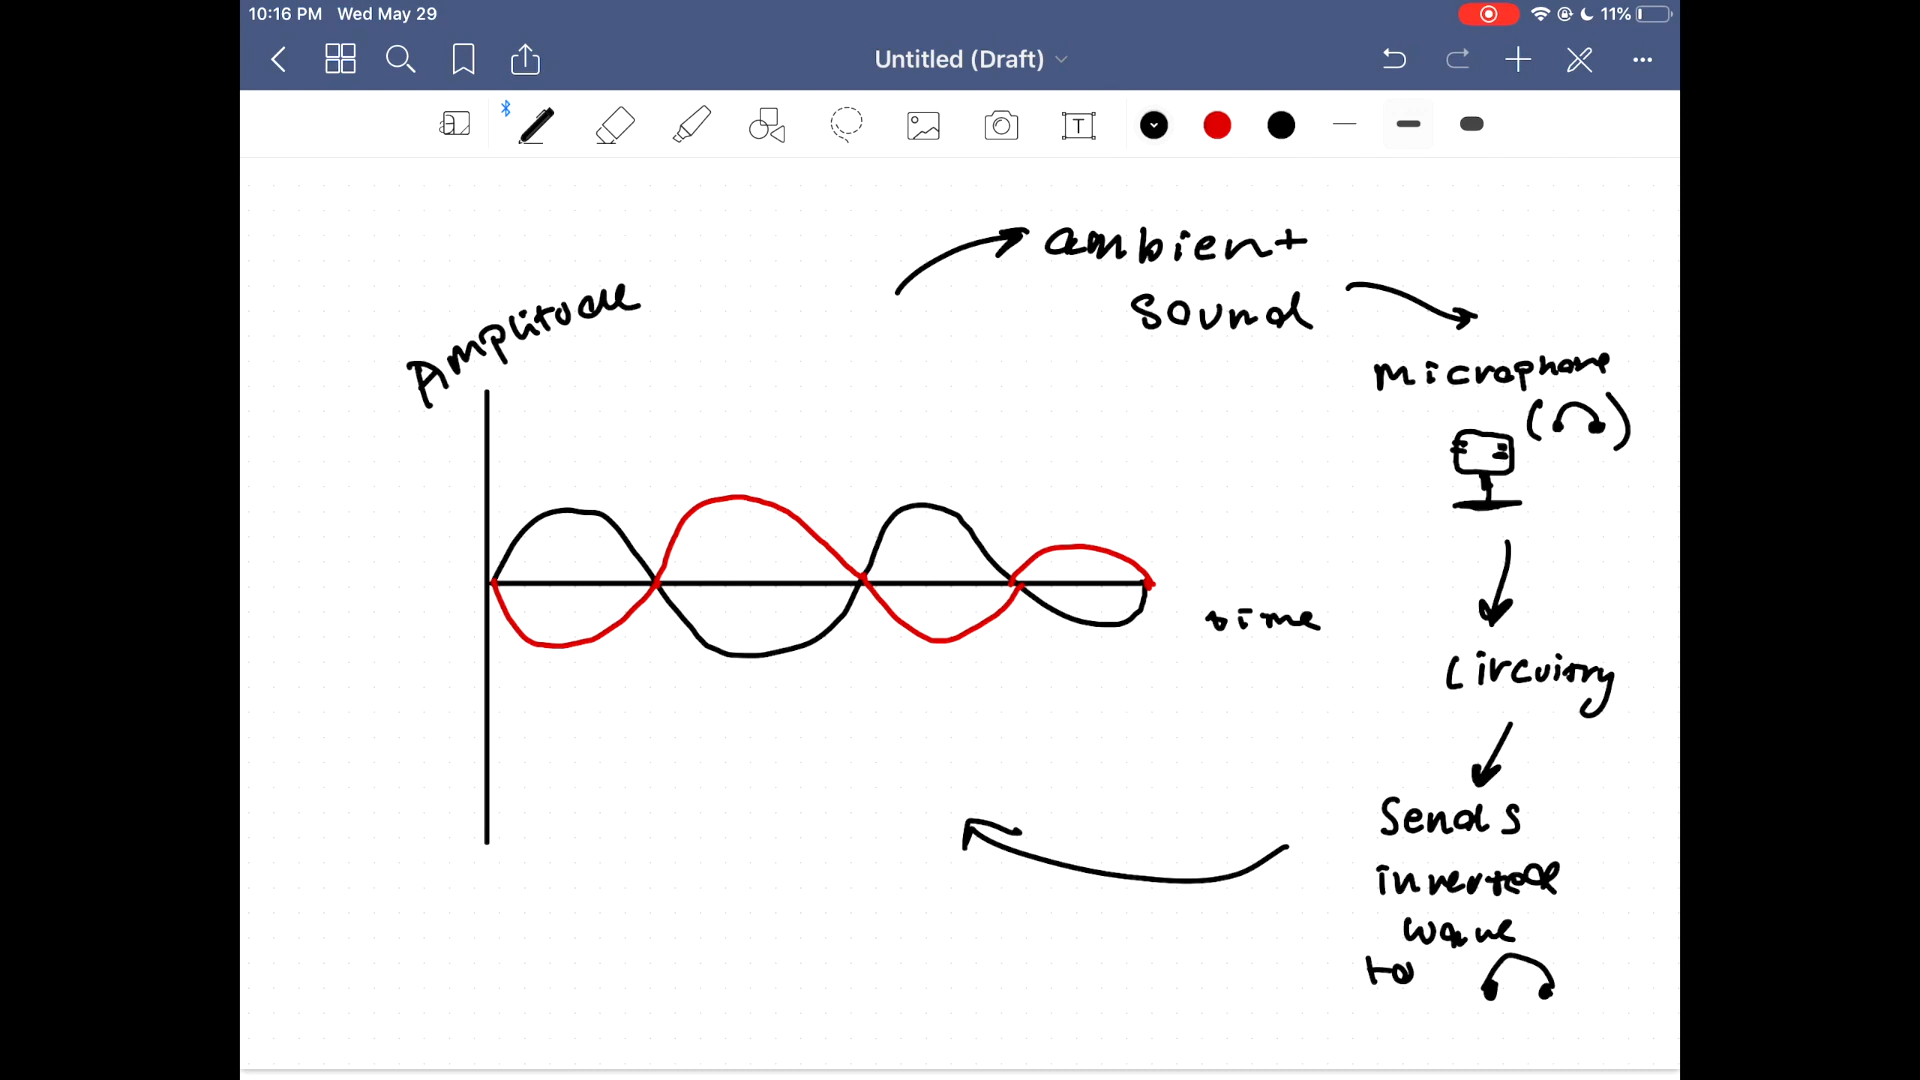 10:16 PM Wed May 29
11%
Untitled (Draft)
T
ambient
sound
Amplitude
microphone
time
Circuitry
Sends
inverted
wave
to